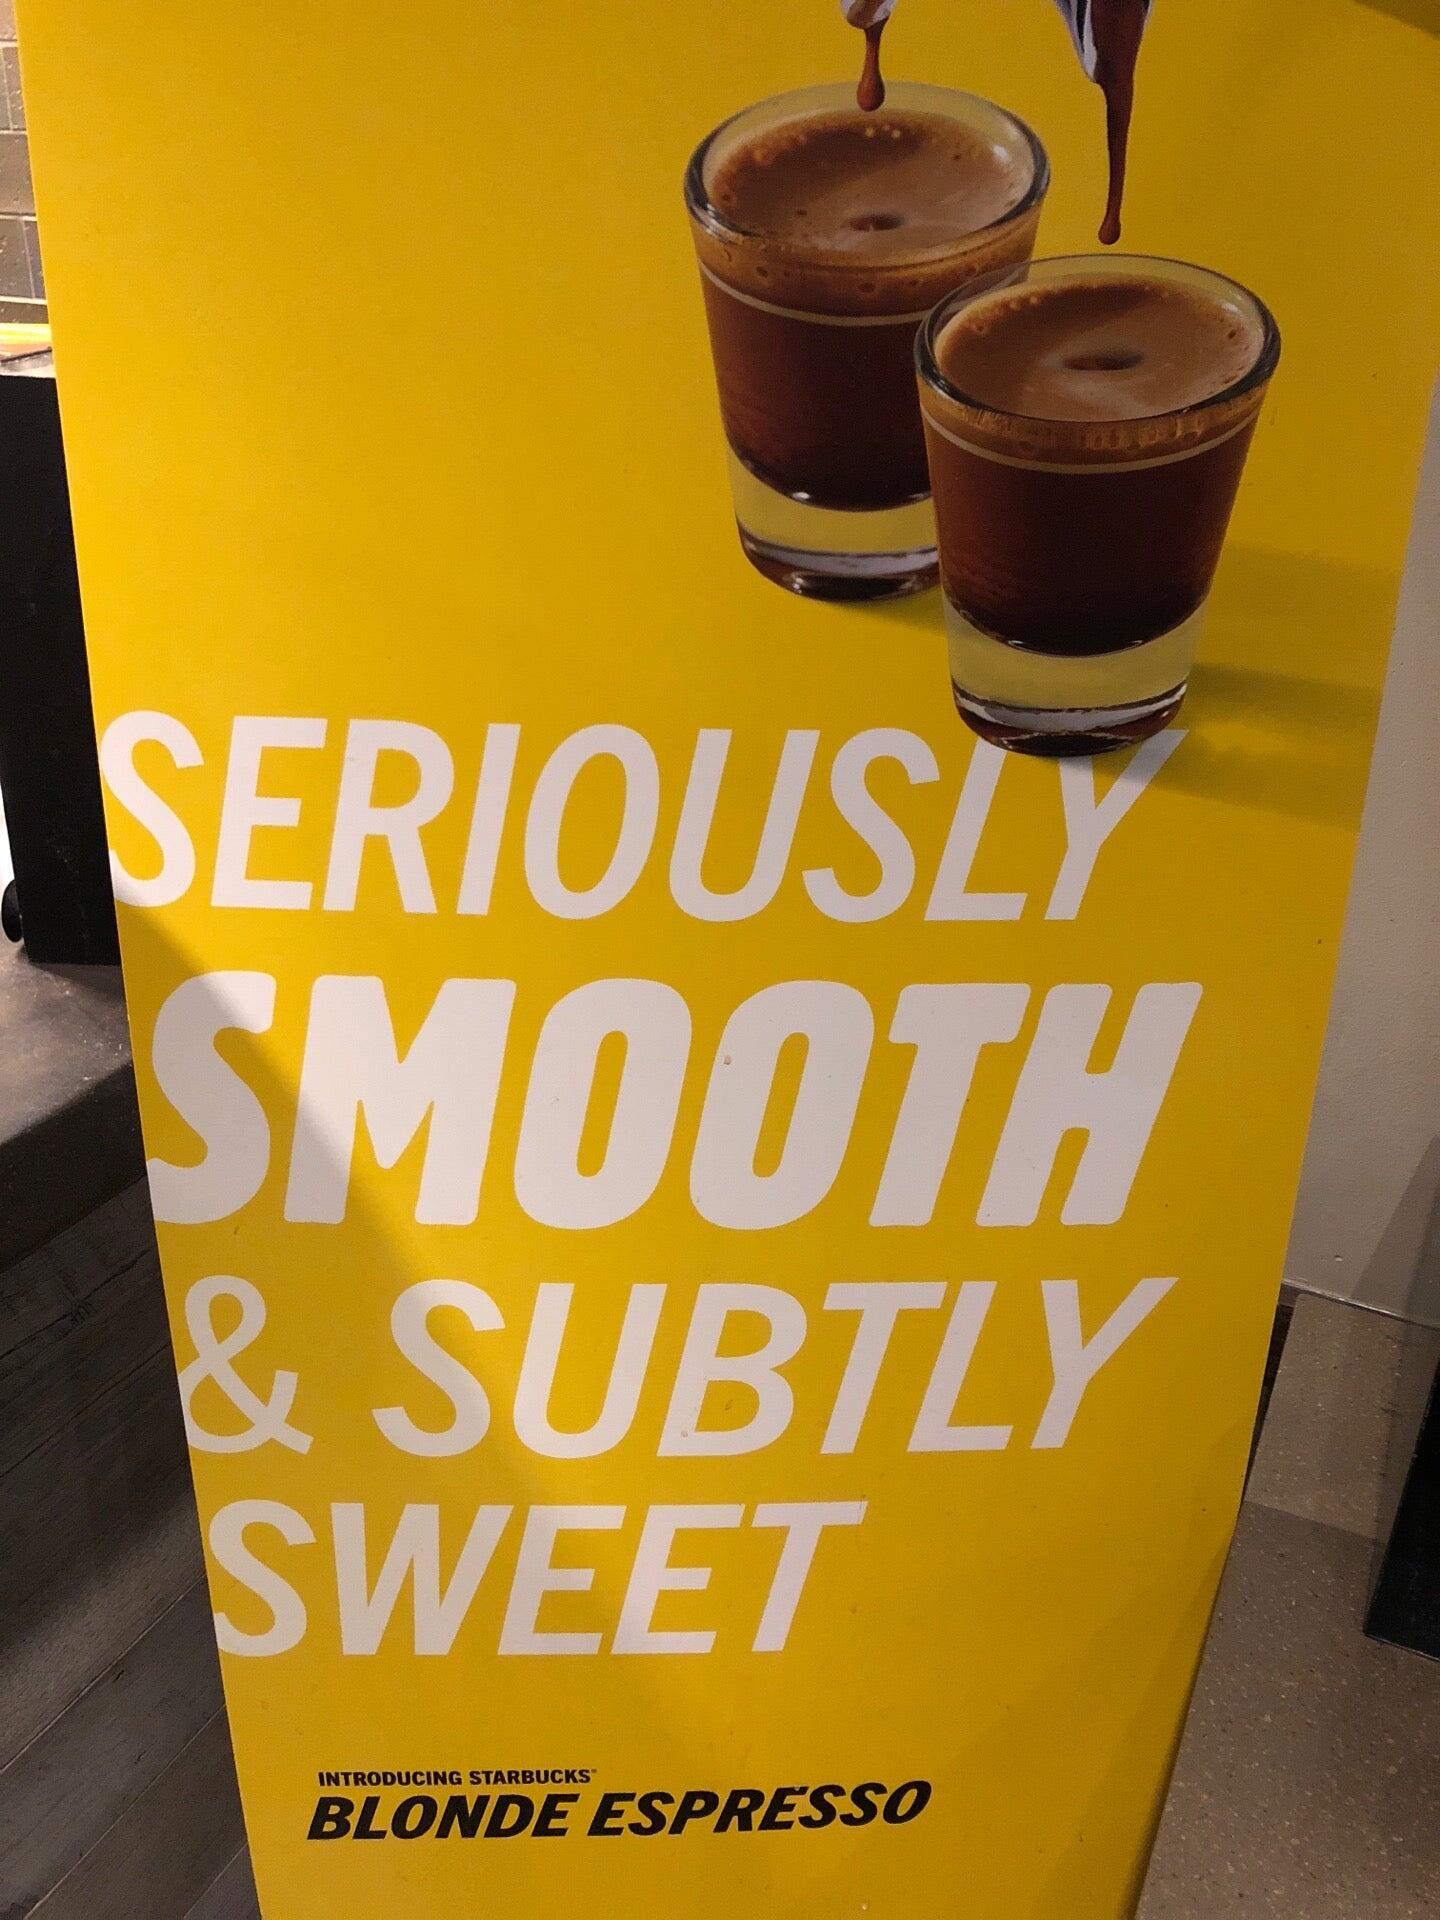 SERIOUSLY
SMOOTH
& SUBTLY
SWEET
INTRODUCING STARBUCKS®
BLONDE ESPRESSO